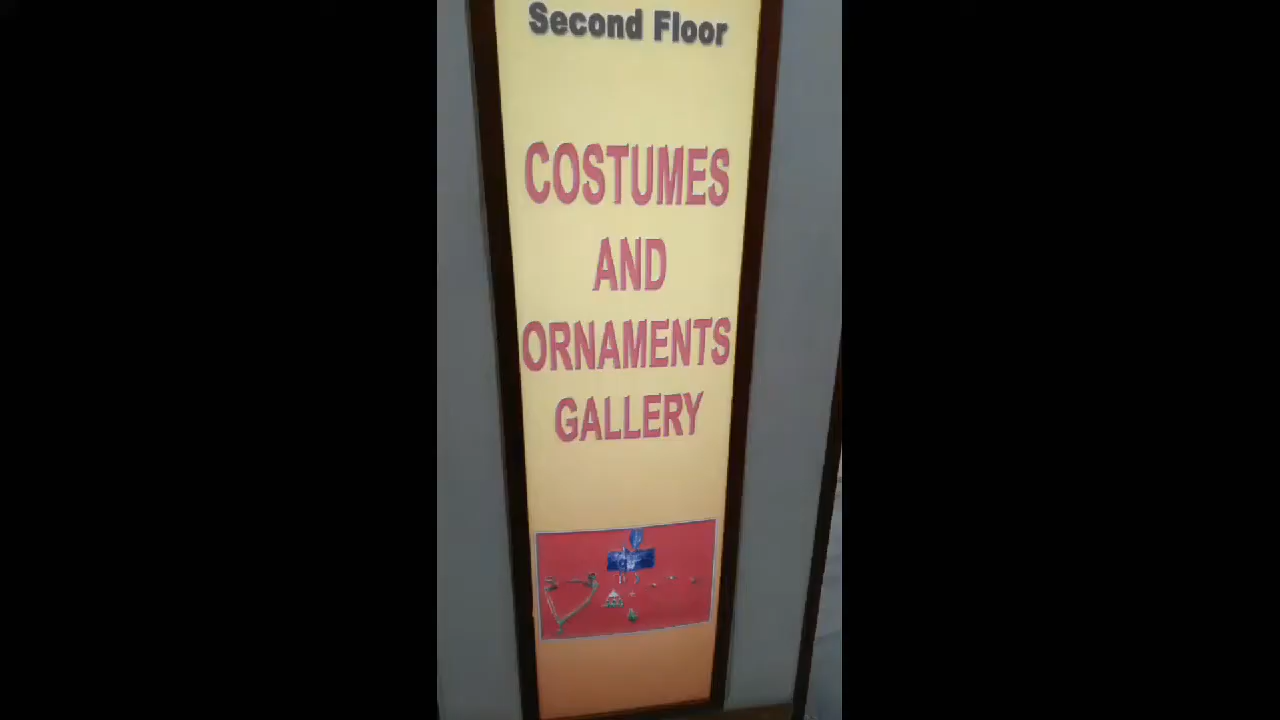 Second Floor
COSTUMES
AND
ORNAMENTS
GALLERY